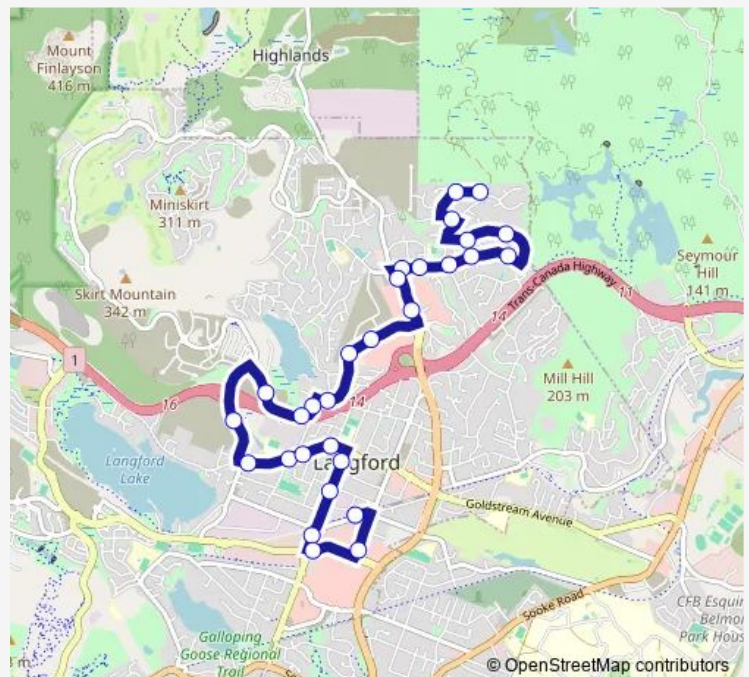 Mount
Finlayson
416 m
Highlands
Miniskirt
311 m
Skirt Mountain
342 m
Seymour
Hill
141 m
Trans-Canada Highway
11
14
1
16
14
Mill Hill
203 m
Langford
Lake
Langford
Goldstream Avenue
Sooke Road
CFB Esqui
Belmo
Park Hous
Galloping
Goose Regional
Trail
m
© OpenStreetMap contributors